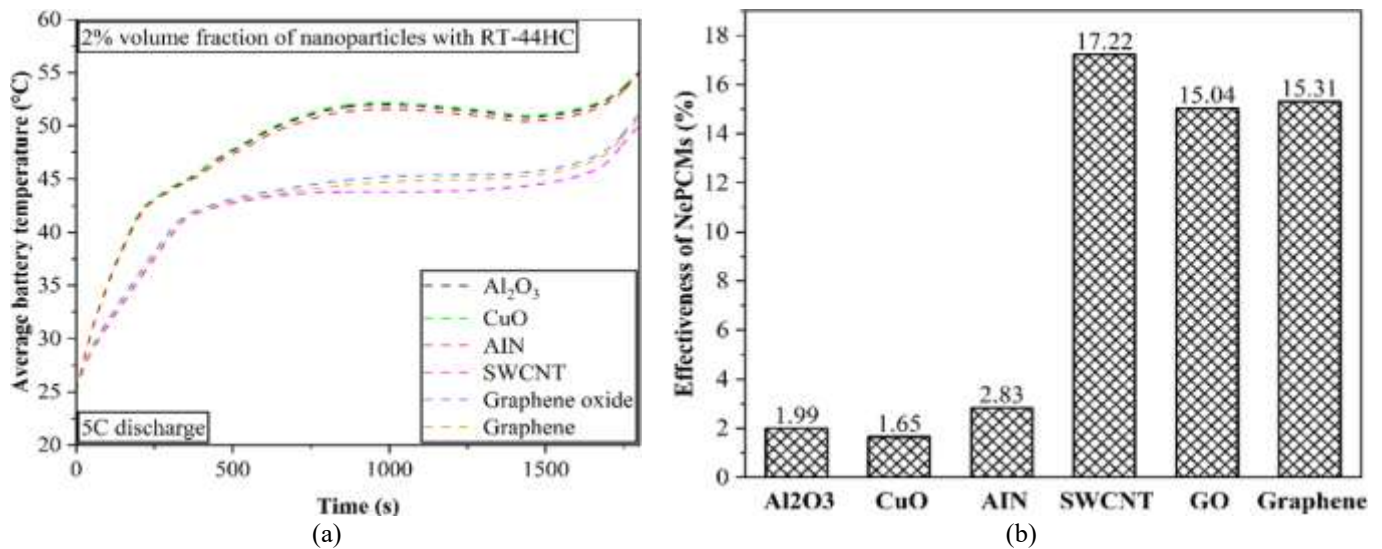 60
55
50
45
40
35
30
25
20
Average battery temperature (°C)
2% volume fraction of nanoparticles with RT-44HC
Al₂O₃
CuO
AIN
SWCNT
Graphene oxide
Graphene
5C discharge
0
500
1000
1500
Time (s)
(a)
18
16
14
12
10
8
6
4
2
0
Effectiveness of NePCMs (%)
1.99
1.65
2.83
17.22
15.04
15.31
Al2O3
CuO
AIN
SWCNT
GO
Graphene
(b)